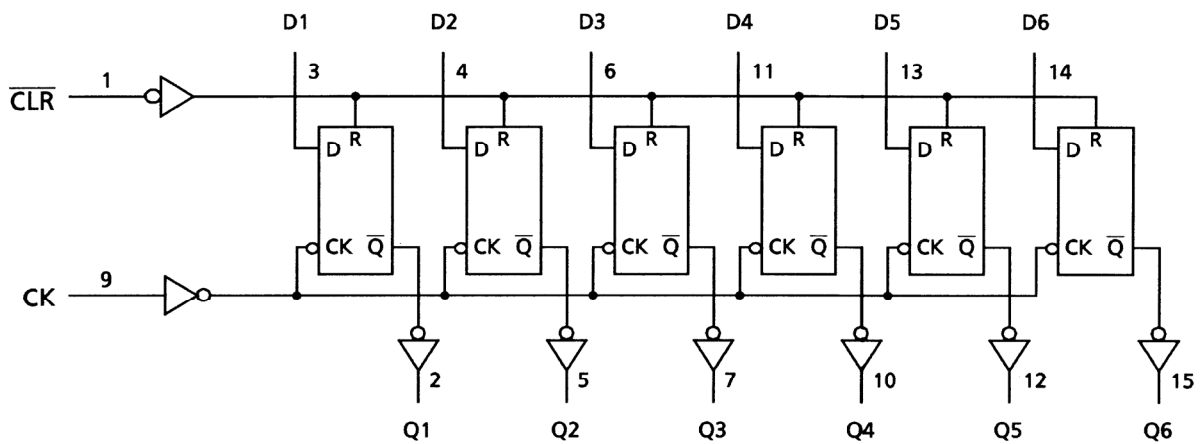 D1 D2 D3 D4 D5 D6
3 4 6 11 13 14
1
C̅L̅R̅
R R R R R R
D D D D D D
CK Q̅ CK Q̅ CK Q̅ CK Q̅ CK Q̅ CK Q̅
9
CK
2 5 7 10 12 15
Q1 Q2 Q3 Q4 Q5 Q6